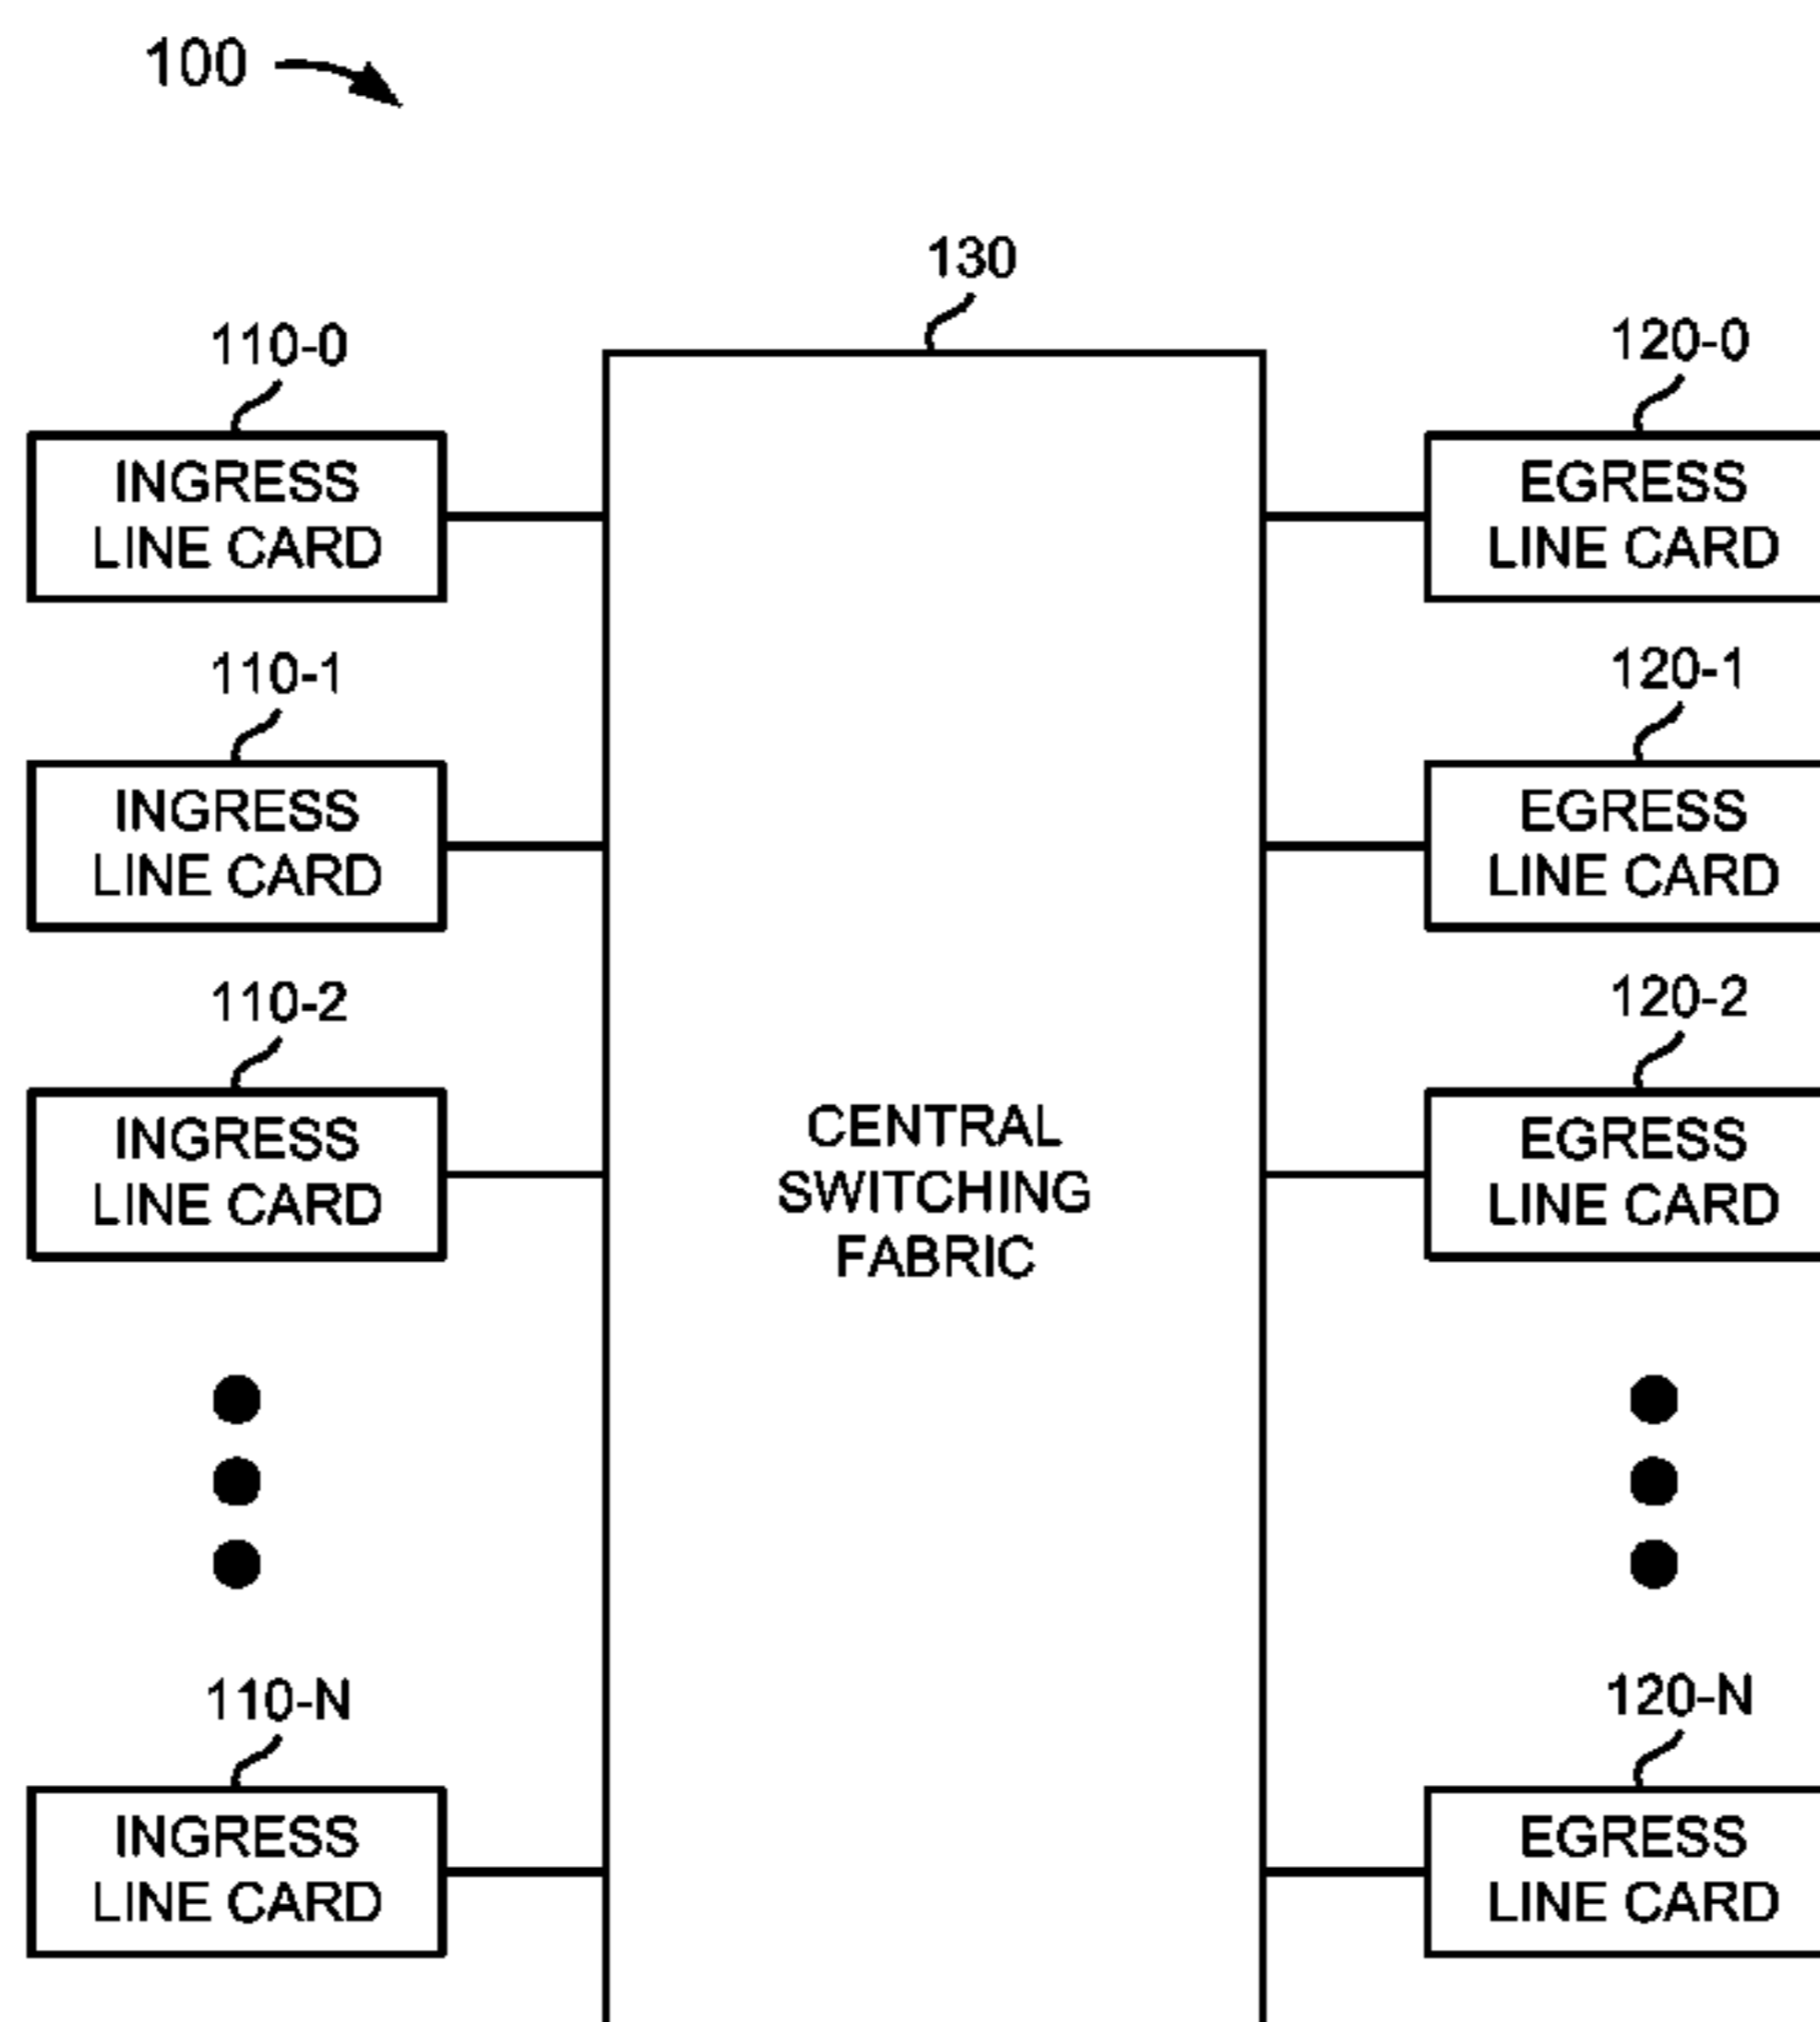 100
130
110-0
120-0
INGRESS
LINE CARD
EGRESS
LINE CARD
110-1
120-1
INGRESS
LINE CARD
EGRESS
LINE CARD
110-2
120-2
INGRESS
LINE CARD
CENTRAL
SWITCHING
FABRIC
EGRESS
LINE CARD
110-N
120-N
INGRESS
LINE CARD
EGRESS
LINE CARD